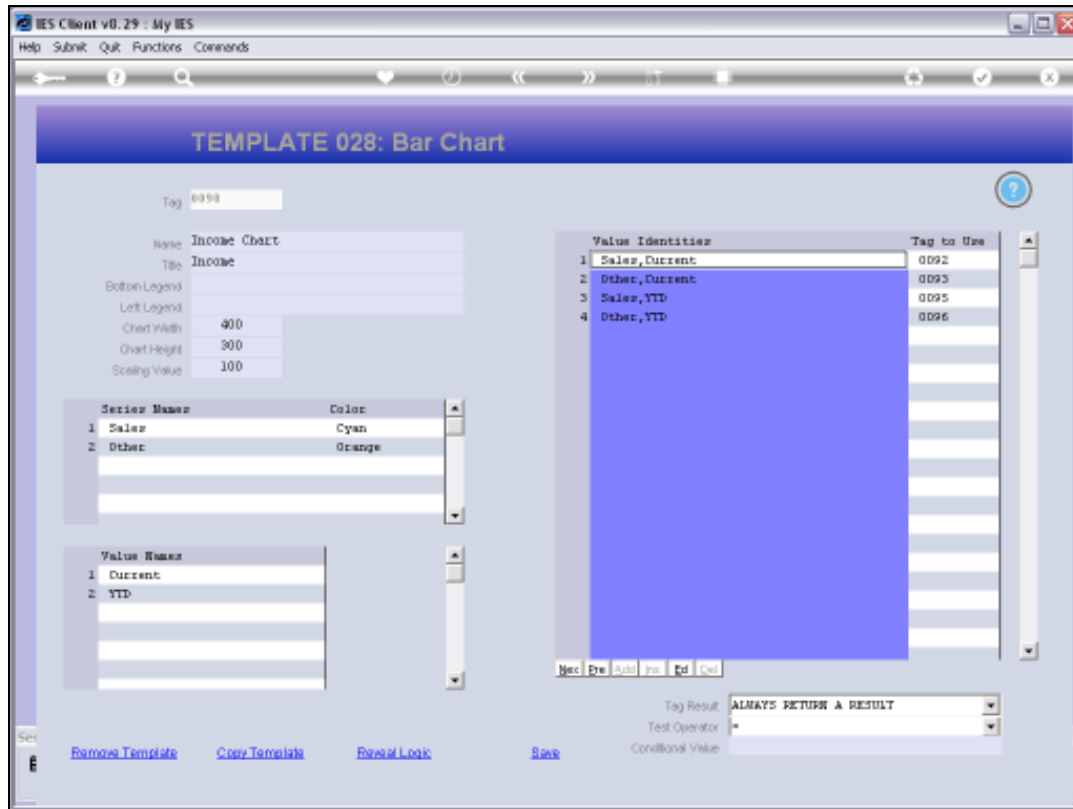 IES Client v8.29 : My IES
Help Submit Quit Functions Commands
TEMPLATE 028: Bar Chart
Tag 0090
Name Income Chart
Title Income
Bottom Legend
Left Legend
Chart Width 400
Chart Height 300
Scaling Value 100
Series Names Color
1 Sales Cyan
2 Other Orange
Value Names
1 Current
2 YTD
Value Identities Tag to Use
1 Sales,Current 0092
2 Other,Current 0093
3 Sales,YTD 0095
4 Other,YTD 0096
Nex Pre Add Ins Ed Del
Tag Result ALWAYS RETURN A RESULT
Test Operator =
Conditional Value
Remove Template Copy Template Reveal Logic Save